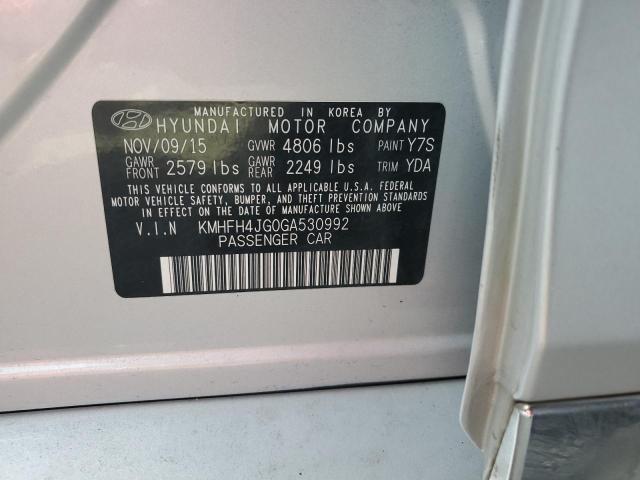 MANUFACTURED IN KOREA BY
HYUNDAI MOTOR COMPANY
NOV/09/15 GVWR 4806 lbs PAINT Y7S
GAWR FRONT 2579 lbs GAWR REAR 2249 lbs TRIM YDA
THIS VEHICLE CONFORMS TO ALL APPLICABLE U.S.A. FEDERAL
MOTOR VEHICLE SAFETY, BUMPER, AND THEFT PREVENTION STANDARDS
IN EFFECT ON THE DATE OF MANUFACTURE SHOWN ABOVE.
V.I.N KMHFH4JG0GA530992
PASSENGER CAR